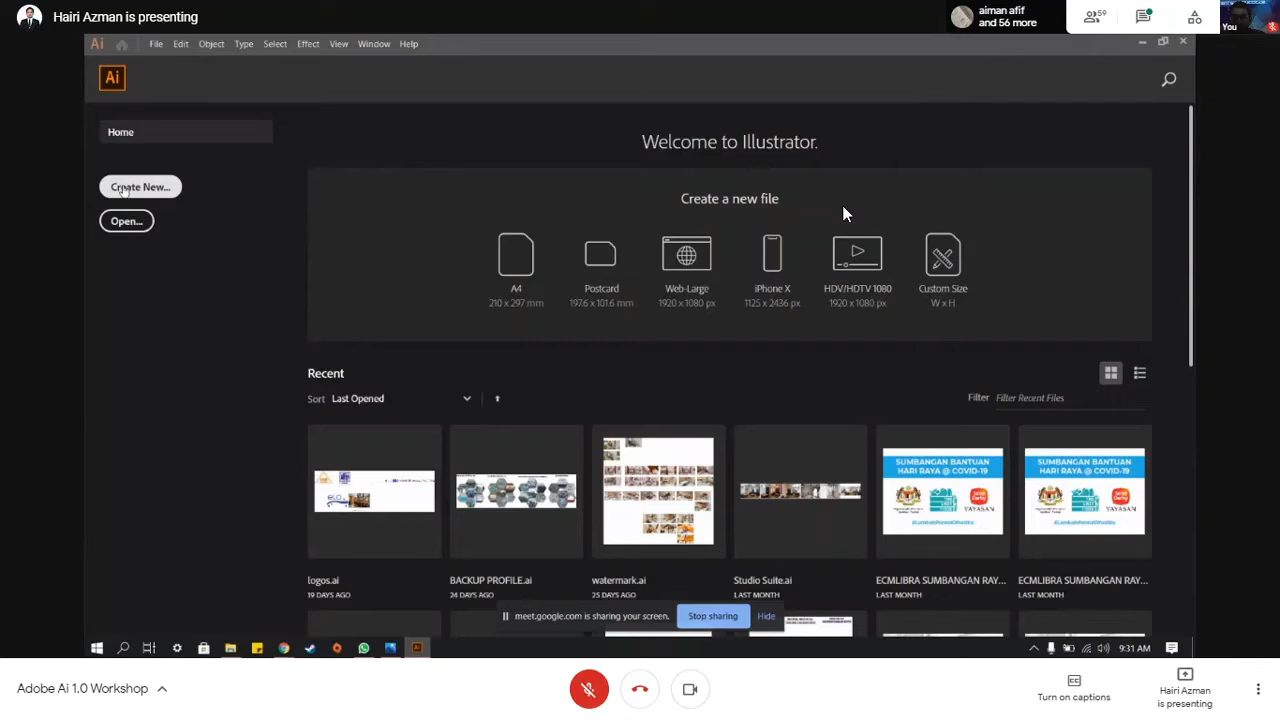 Hairi Azman is presenting
aiman afif
and 56 more
59
You
Ai File Edit Object Type Select Effect View Window Help
Ai
Home
Create New...
Open...
Welcome to Illustrator.
Create a new file
A4
210 x 297 mm
Postcard
197.6 x 101.6 mm
Web-Large
1920 x 1080 px
iPhone X
1125 x 2436 px
HDV/HDTV 1080
1920 x 1080 px
Custom Size
W x H
Recent
Sort Last Opened
Filter Filter Recent Files
SUMBANGAN BANTUAN
HARI RAYA @ COVID-19
YAYASAN
SUMBANGAN BANTUAN
HARI RAYA @ COVID-19
YAYASAN
logos.ai
19 DAYS AGO
BACKUP PROFILE.ai
24 DAYS AGO
watermark.ai
25 DAYS AGO
Studio Suite.ai
LAST MONTH
ECMLIBRA SUMBANGAN RAY...
LAST MONTH
ECMLIBRA SUMBANGAN RAY...
LAST MONTH
meet.google.com is sharing your screen.
Stop sharing
Hide
9:31 AM
Adobe Ai 1.0 Workshop
Turn on captions
Hairi Azman
is presenting